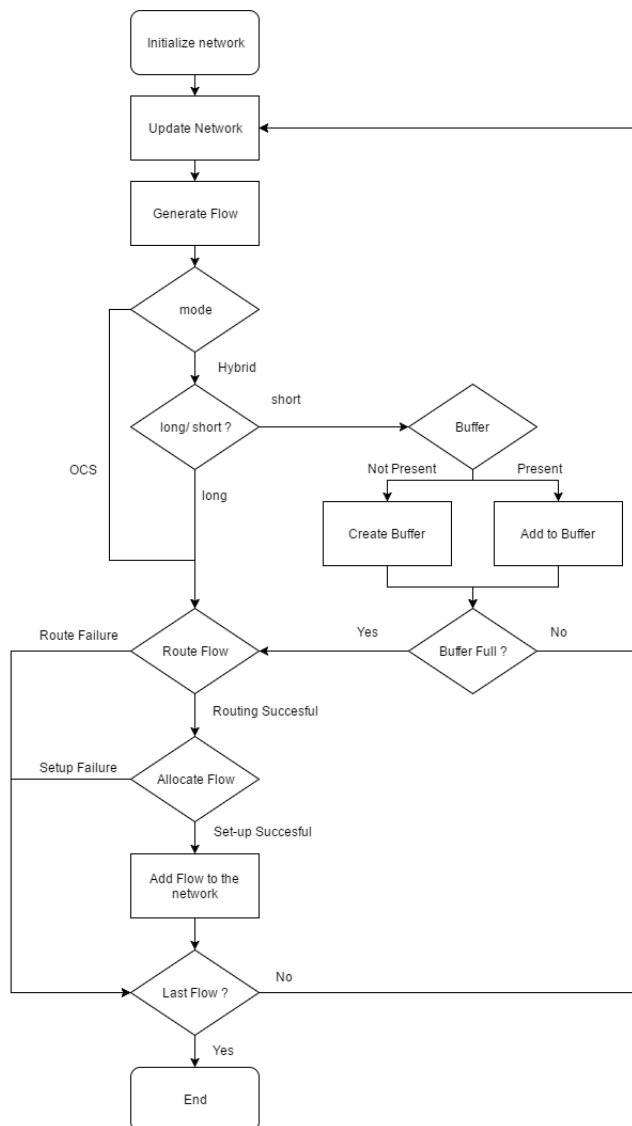 Initialize network
Update Network
Generate Flow
mode
Hybrid
short
long/ short ?
Buffer
OCS
Not Present
Present
long
Create Buffer
Add to Buffer
Route Failure
Yes
No
Route Flow
Buffer Full ?
Routing Succesful
Setup Failure
Allocate Flow
Set-up Succesful
Add Flow to the
network
No
Last Flow ?
Yes
End